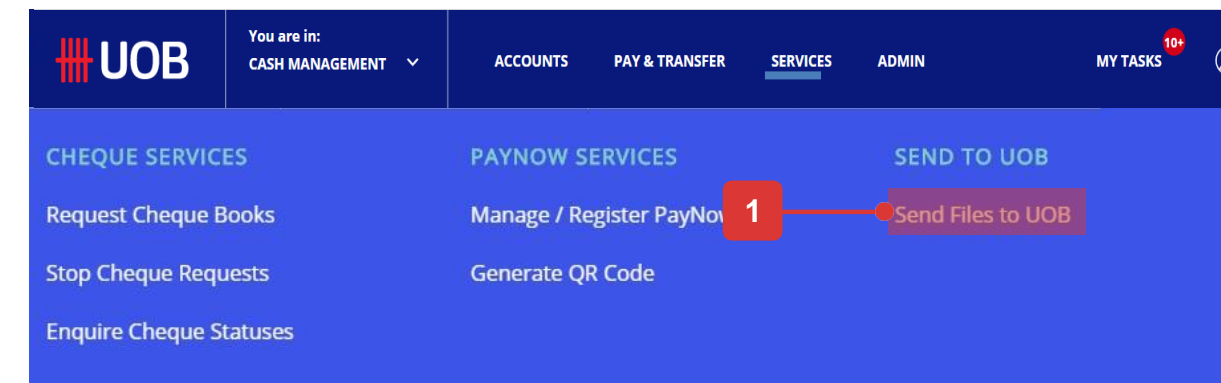 UOB
You are in:
CASH MANAGEMENT
ACCOUNTS PAY & TRANSFER SERVICES ADMIN MY TASKS 10+
CHEQUE SERVICES
Request Cheque Books
Stop Cheque Requests
Enquire Cheque Statuses
PAYNOW SERVICES
Manage / Register PayNow
Generate QR Code
1
SEND TO UOB
Send Files to UOB